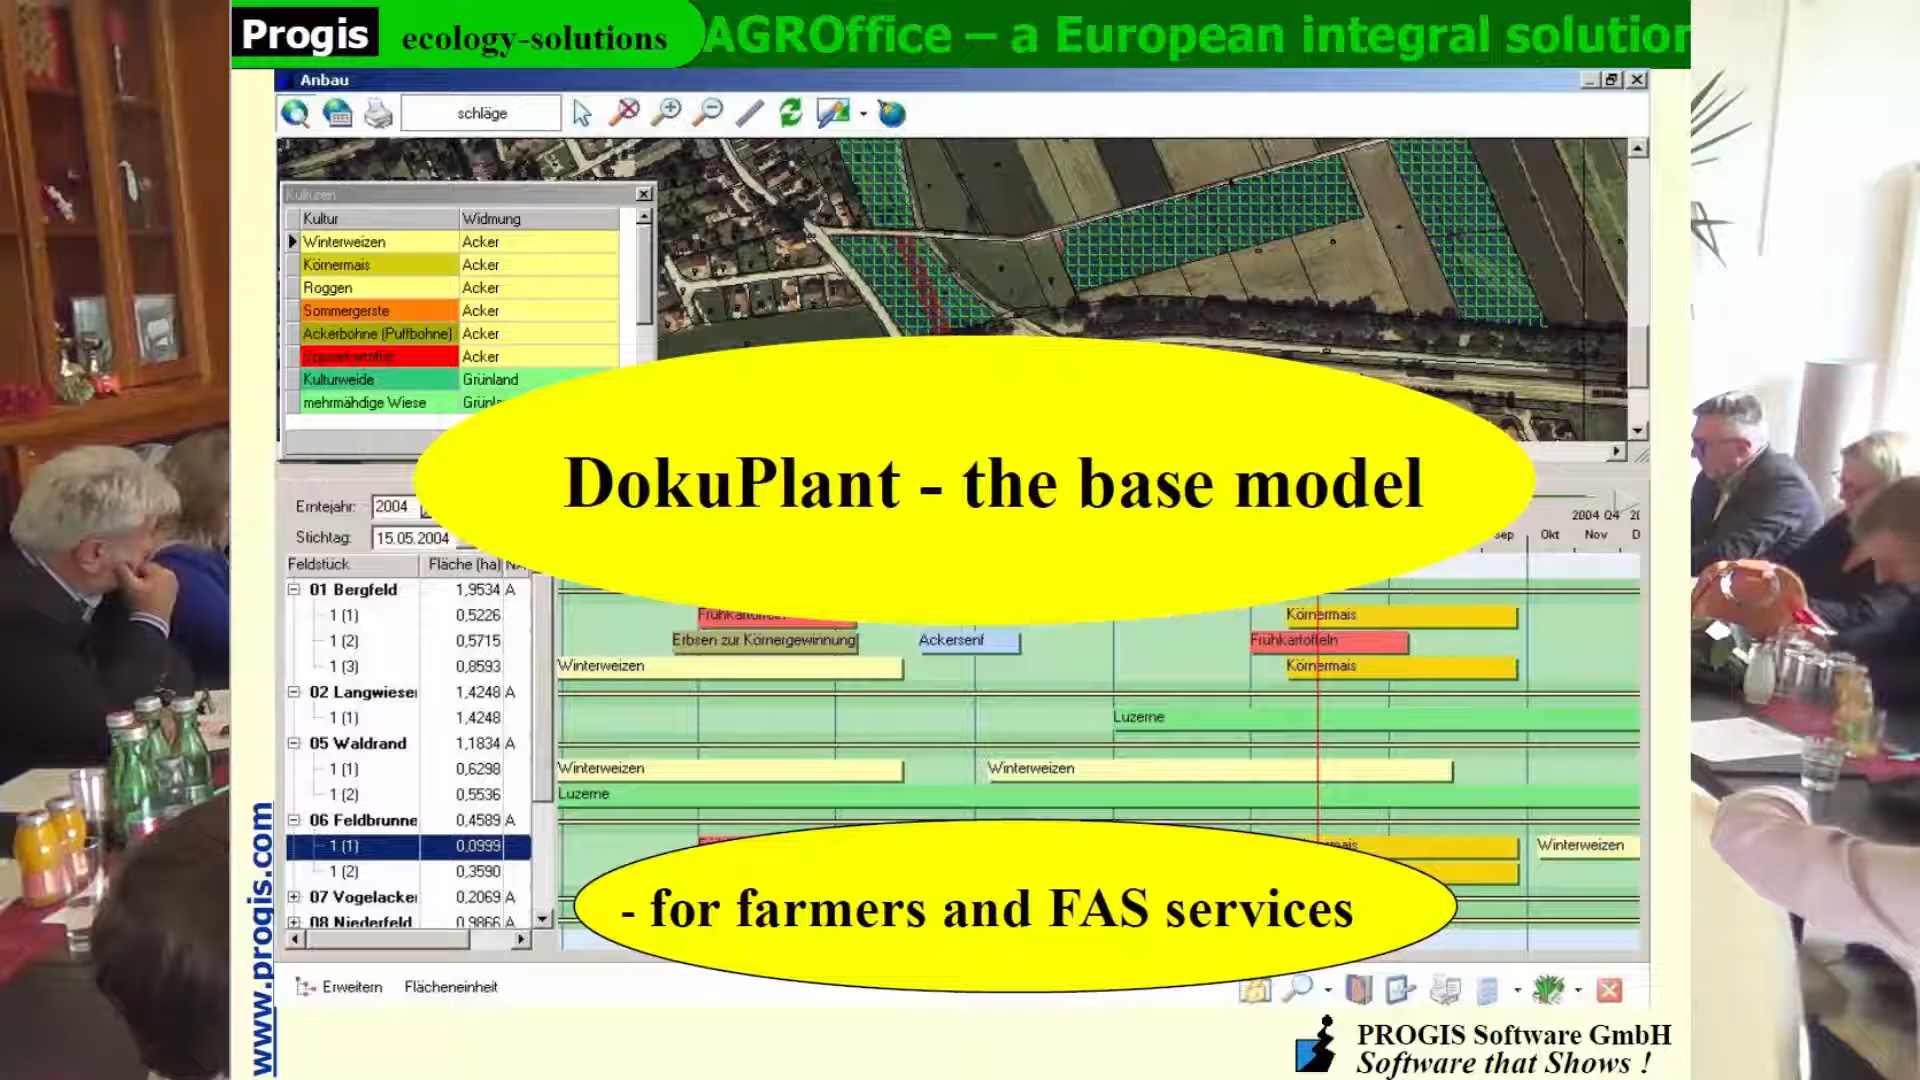 Progis ecology-solutions AGROffice – a European integral solution
Anbau
schläge
Kulturen
Kultur Widmung
Winterweizen Acker
Körnermais Acker
Roggen Acker
Sommergerste Acker
Ackerbohne (Puffbohne) Acker
Acker
Kulturweide Grünland
mehrmähdige Wiese
DokuPlant - the base model
Erntejahr: 2004
2004 Q4
Stichtag: 15.05.2004
Sep Okt Nov D
Feldstück Fläche (ha)
01 Bergfeld 1,9534 A
1 (1) 0,5226 Frühkartoffeln Körnermais
1 (2) 0,5715 Erbsen zur Körnergewinnung Ackersenf Frühkartoffeln
1 (3) 0,8593 Winterweizen Körnermais
02 Langwiesen 1,4248 A
1 (1) 1,4248 Luzerne
05 Waldrand 1,1834 A
1 (1) 0,6298 Winterweizen Winterweizen
1 (2) 0,5536 Luzerne
06 Feldbrunne 0,4589 A
1 (1) 0,0999 Winterweizen
1 (2) 0,3590
07 Vogelacker 0,2069 A
08 Niederfeld 0,9866 A
- for farmers and FAS services
Erweitern Flächeneinheit
www.progis.com
PROGIS Software GmbH
Software that Shows !